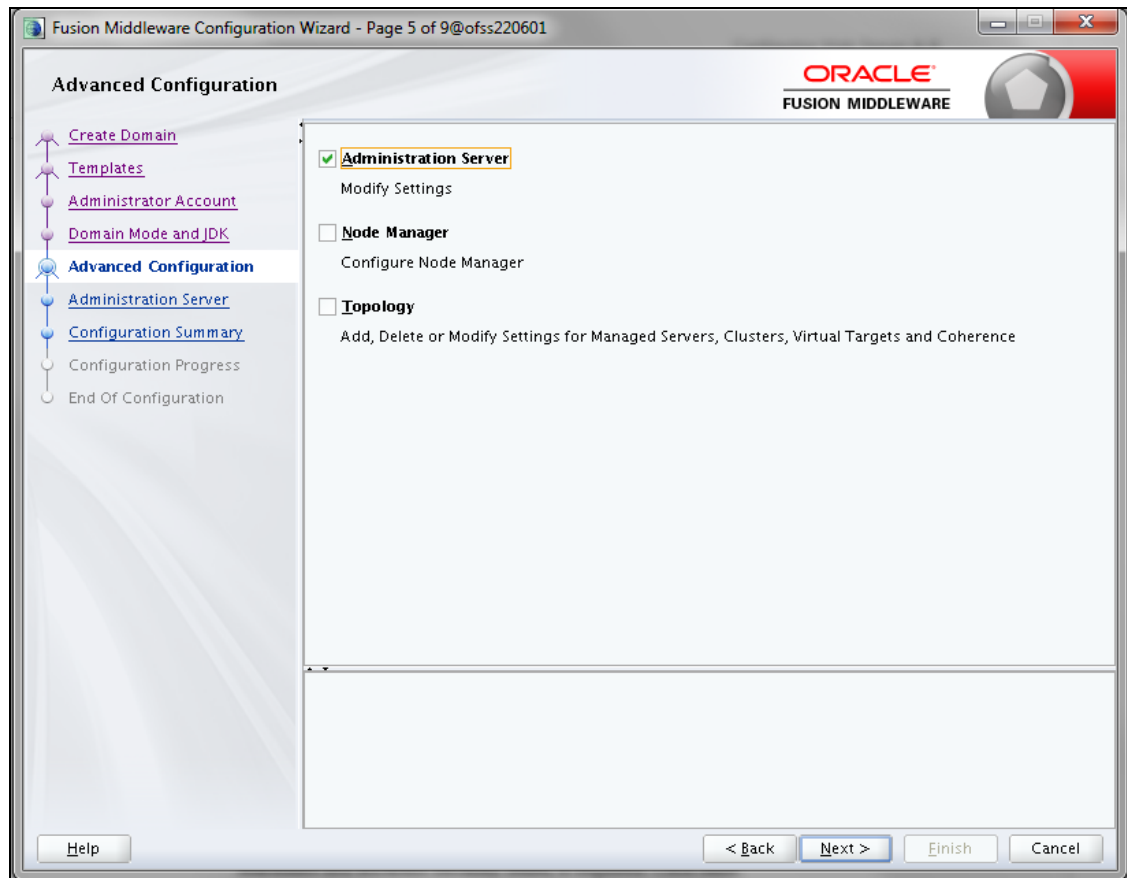 Fusion Middleware Configuration Wizard - Page 5 of 9@ofss220601
Advanced Configuration
ORACLE
FUSION MIDDLEWARE
Create Domain
Templates
Administrator Account
Domain Mode and JDK
Advanced Configuration
Administration Server
Configuration Summary
Configuration Progress
End Of Configuration
Administration Server
Modify Settings
Node Manager
Configure Node Manager
Topology
Add, Delete or Modify Settings for Managed Servers, Clusters, Virtual Targets and Coherence
Help
< Back
Next >
Finish
Cancel